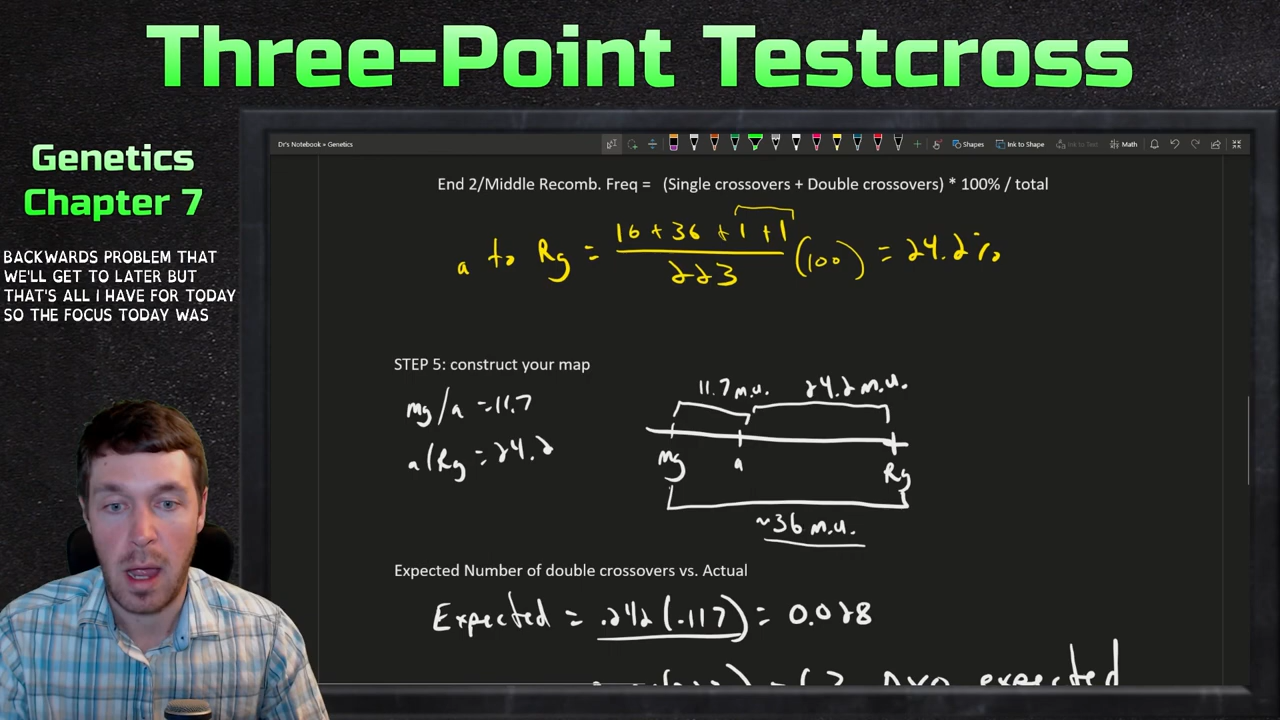 Three-Point Testcross
Genetics
Chapter 7
BACKWARDS PROBLEM THAT
WE'LL GET TO LATER BUT
THAT'S ALL I HAVE FOR TODAY
SO THE FOCUS TODAY WAS
Dr's Notebook » Genetics
Shapes Ink to Shape Ink to Text Math
End 2/Middle Recomb. Freq = (Single crossovers + Double crossovers) * 100% / total
a to Rg = 16 + 36 + 1 + 1 / 223 (100) = 24.2%
STEP 5: construct your map
mg/a = 11.7
a/Rg = 24.2
11.7 m.u. 24.2 m.u.
mg a Rg
~36 m.u.
Expected Number of double crossovers vs. Actual
Expected = .242(.117) = 0.028
expected